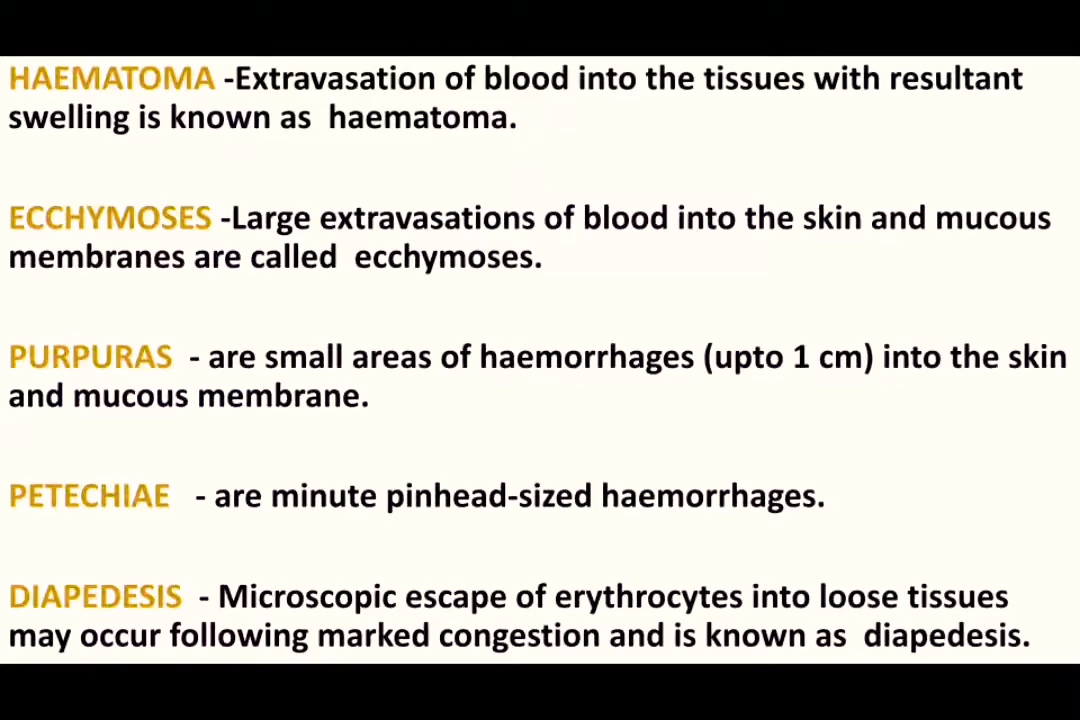 HAEMATOMA -Extravasation of blood into the tissues with resultant
swelling is known as haematoma.
ECCHYMOSES -Large extravasations of blood into the skin and mucous
membranes are called ecchymoses.
PURPURAS - are small areas of haemorrhages (upto 1 cm) into the skin
and mucous membrane.
PETECHIAE - are minute pinhead-sized haemorrhages.
DIAPEDESIS - Microscopic escape of erythrocytes into loose tissues
may occur following marked congestion and is known as diapedesis.